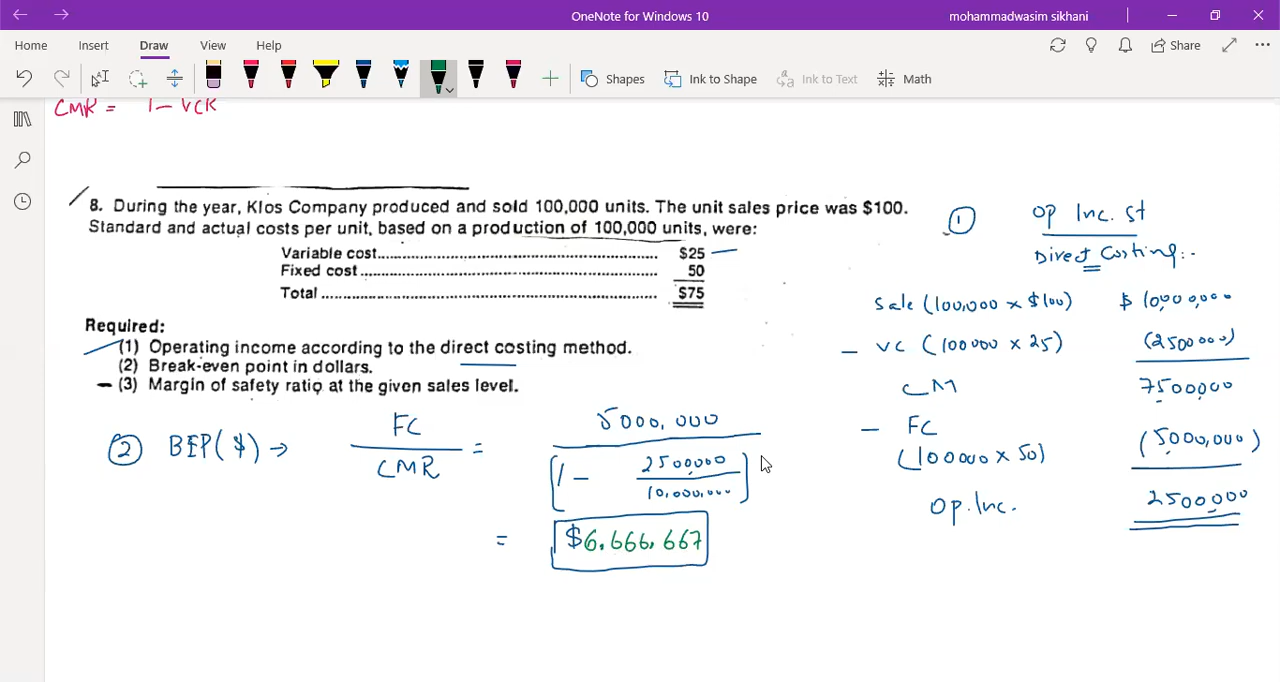 OneNote for Windows 10
mohammadwasim sikhani
Home Insert Draw View Help
Share
Shapes Ink to Shape Ink to Text Math
CMR = 1 - VCR
8. During the year, Klos Company produced and sold 100,000 units. The unit sales price was $100.
Standard and actual costs per unit, based on a production of 100,000 units, were:
Variable cost................................................................ $25
Fixed cost................................................................ 50
Total................................................................ $75
Required:
(1) Operating income according to the direct costing method.
(2) Break-even point in dollars.
(3) Margin of safety ratio at the given sales level.
② BEP($) → FC / CMR = 5000,000 / [1 - 2500,000 / 10,000,000]
= $6,666,667
① Op Inc. st
Direct Costing:-
Sale (100,000 x $100) $ 10,000,000
- VC (100000 x 25) (2500000)
CM 7500,000
- FC (5000,000)
(100000 x 50)
Op. Inc. 2500,000